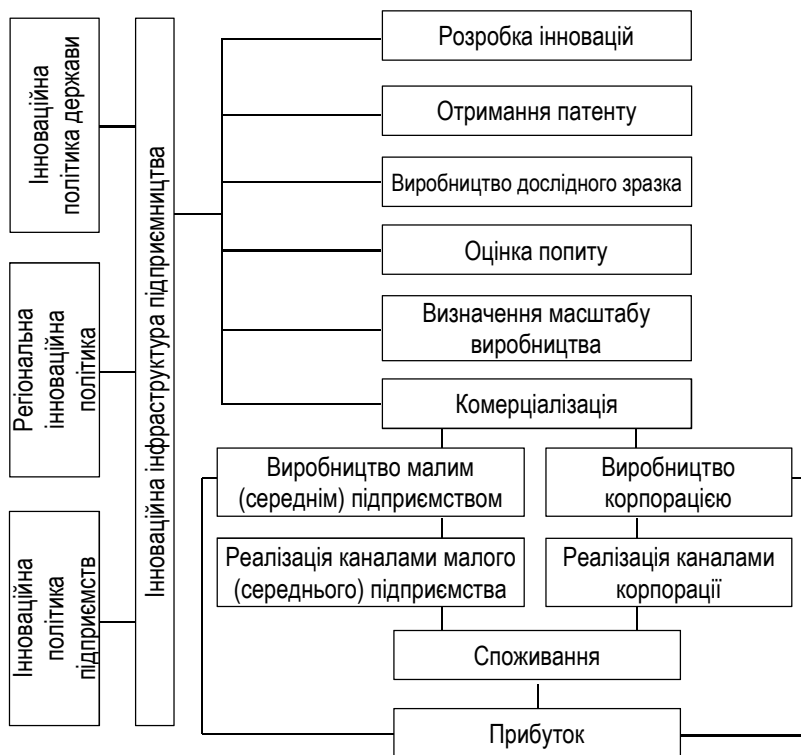 Інноваційна
політика держави
Регіональна
інноваційна
політика
Інноваційна
політика
підприємств
Інноваційна інфраструктура підприємництва
Розробка інновацій
Отримання патенту
Виробництво дослідного зразка
Оцінка попиту
Визначення масштабу
виробництва
Комерціалізація
Виробництво малим
(середнім) підприємством
Виробництво
корпорацією
Реалізація каналами малого
(середнього) підприємства
Реалізація каналами
корпорації
Споживання
Прибуток